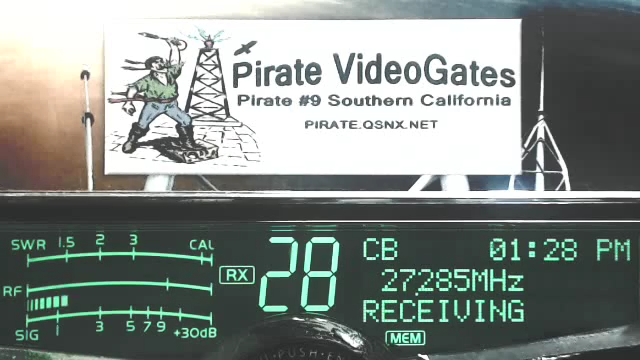 Pirate VideoGates
Pirate #9 Southern California
PIRATE.QSNX.NET
SWR 1.5 2 3 CAL
RX
28
CB 01:28 PM
27285MHz
RF
RECEIVING
SIG 1 3 5 7 9 +30dB
MEM
PUSH